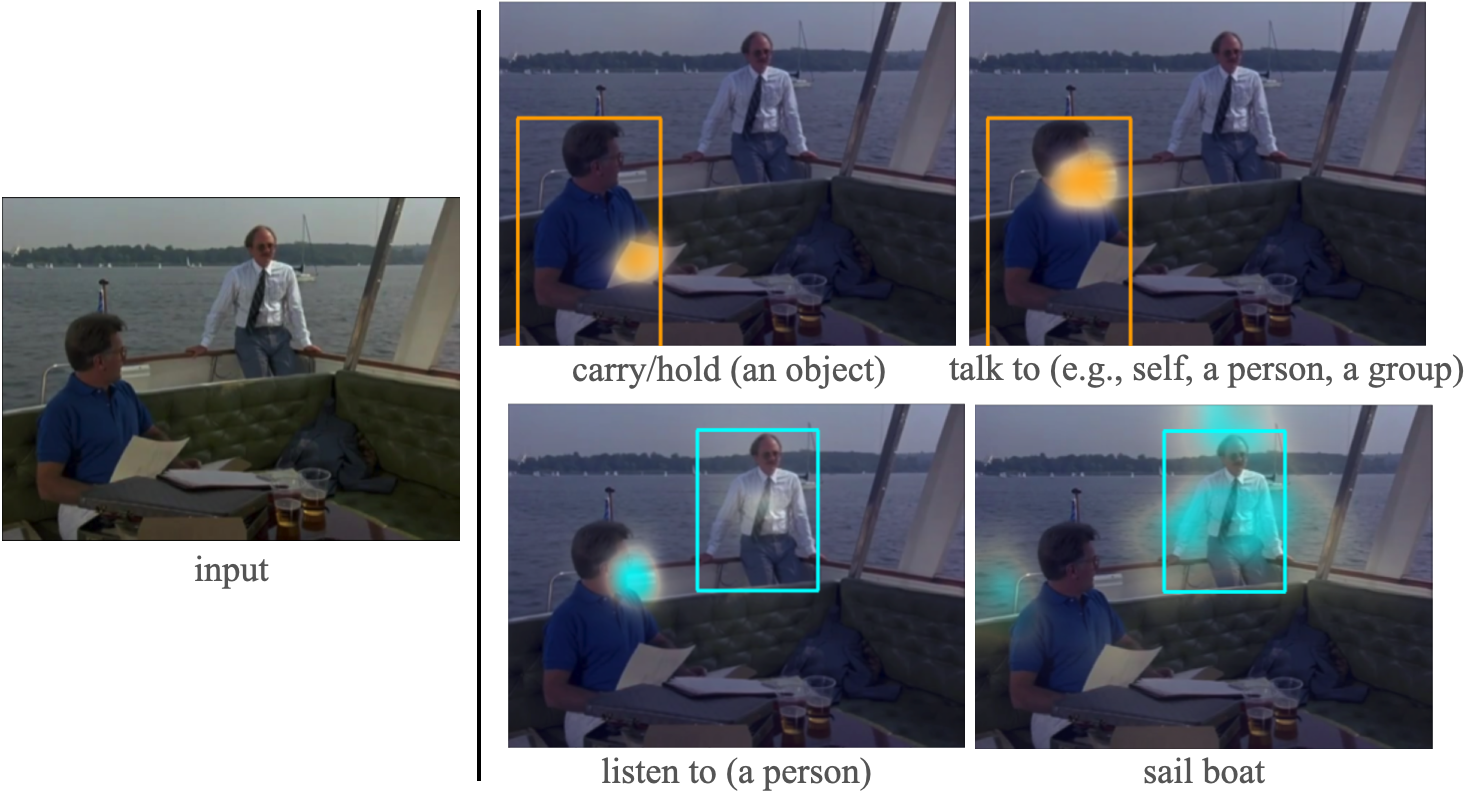 carry/hold (an object)
talk to (e.g., self, a person, a group)
input
listen to (a person)
sail boat